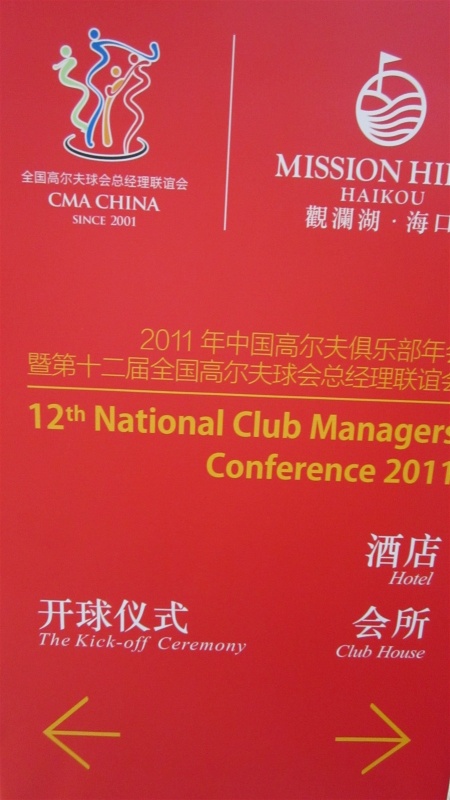 全国高尔夫球会总经理联谊会
CMA CHINA
SINCE 2001
MISSION HIL
HAIKOU
觀瀾湖·海口
2011 年中国高尔夫俱乐部年会
暨第十二届全国高尔夫球会总经理联谊会
12th National Club Managers
Conference 2011
酒店
Hotel
开球仪式
The Kick-off Ceremony
会所
Club House